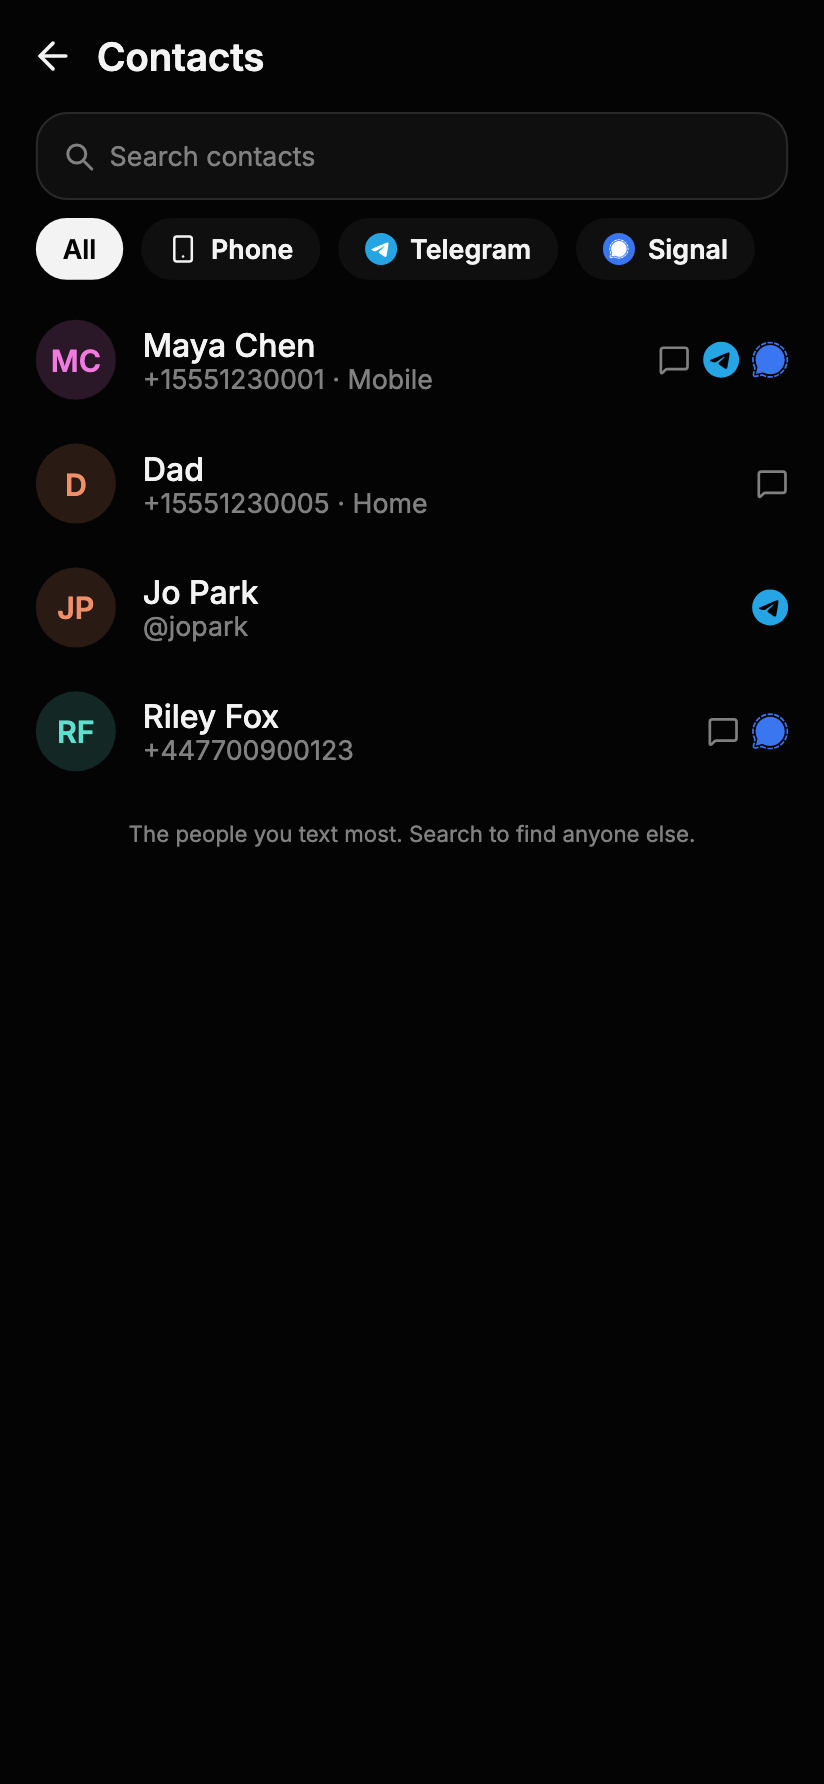 Contacts
Search contacts
All
Phone
Telegram
Signal
MC
Maya Chen
+15551230001 · Mobile
D
Dad
+15551230005 · Home
JP
Jo Park
@jopark
RF
Riley Fox
+447700900123
The people you text most. Search to find anyone else.